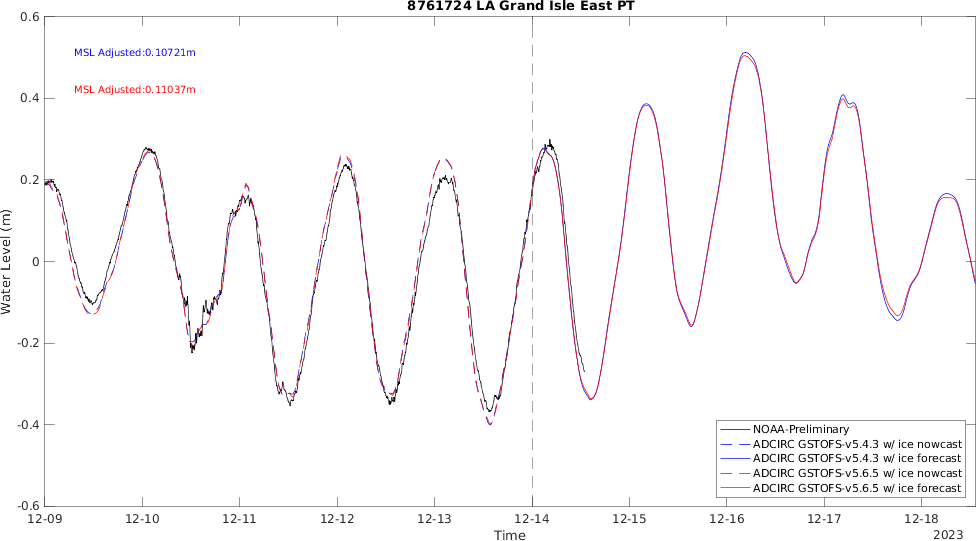 8761724 LA Grand Isle East PT
0.6
MSL Adjusted:0.10721m
MSL Adjusted:0.11037m
0.4
0.2
0
-0.2
-0.4
-0.6
Water Level (m)
NOAA-Preliminary
ADCIRC GSTOFS-v5.4.3 w/ ice nowcast
ADCIRC GSTOFS-v5.4.3 w/ ice forecast
ADCIRC GSTOFS-v5.6.5 w/ ice nowcast
ADCIRC GSTOFS-v5.6.5 w/ ice forecast
12-09 12-10 12-11 12-12 12-13 12-14 12-15 12-16 12-17 12-18
Time
2023